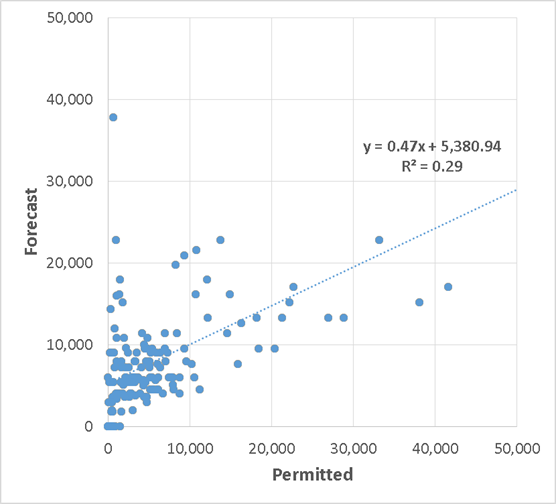 50,000
40,000
y = 0.47x + 5,380.94
R² = 0.29
30,000
Forecast
20,000
10,000
0
0 10,000 20,000 30,000 40,000 50,000
Permitted